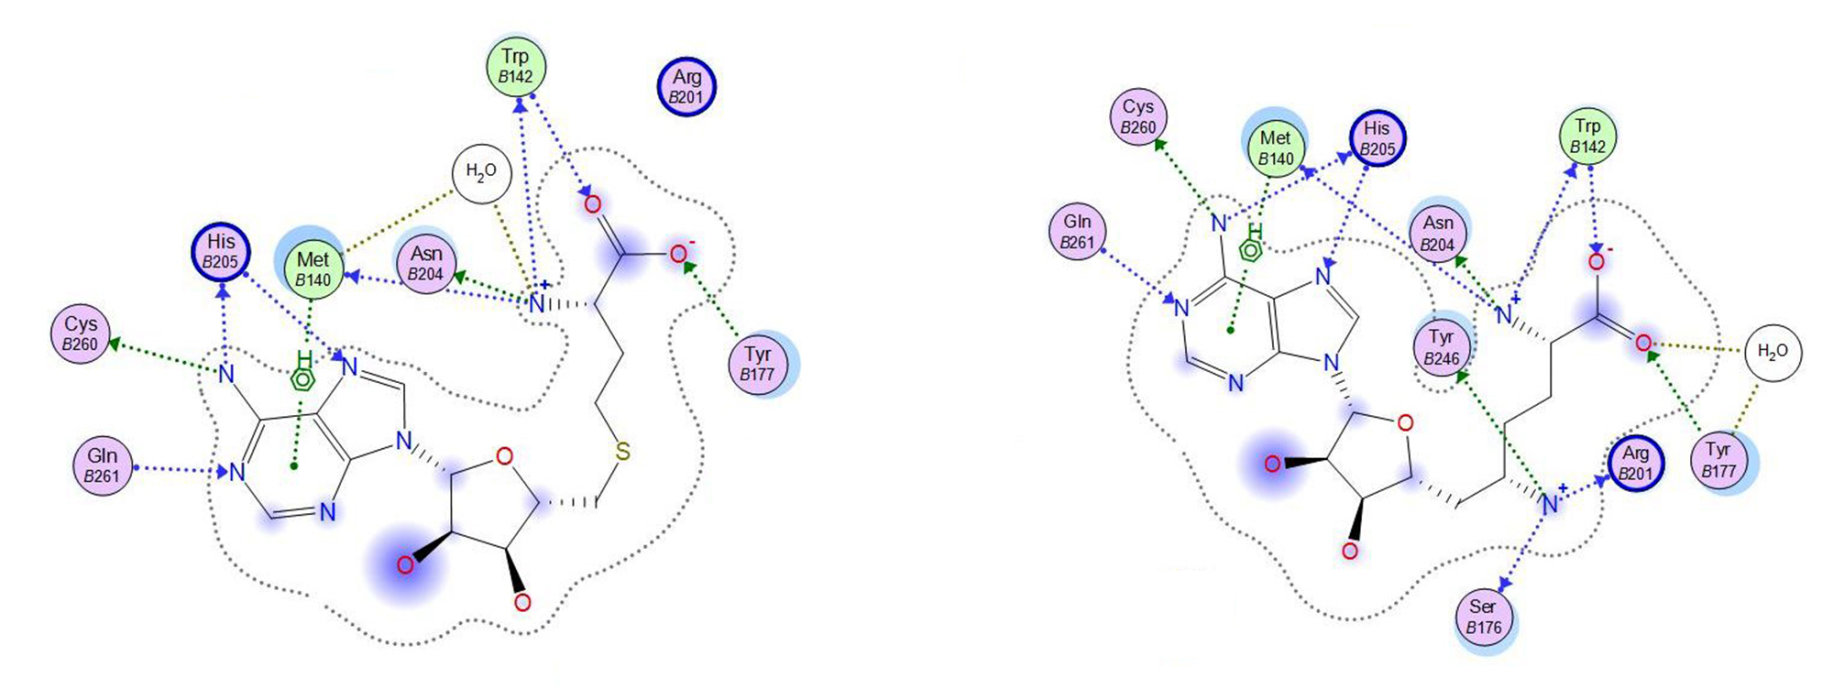 Trp
B142
Arg
B201
H₂O
O
O-
His
B205
Met
B140
Asn
B204
N+
Cys
B260
H
N
N
Tyr
B177
Gln
B261
N
N
N
O
S
O
O
Cys
B260
Met
B140
His
B205
Trp
B142
Gln
B261
N
H
Asn
B204
O-
N
N
N+
Tyr
B246
O
H₂O
N
N
O
O
Arg
B201
Tyr
B177
N+
O
Ser
B176